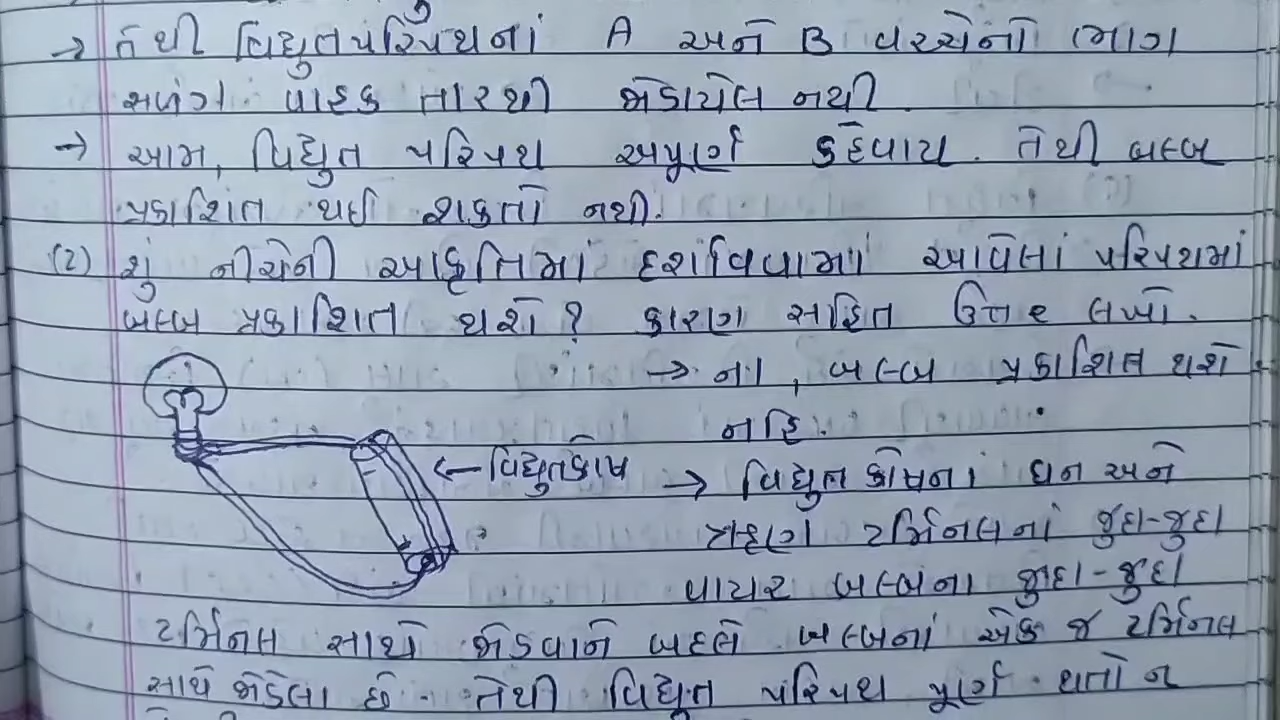 → તેથી વિદ્યુતપરિપથનાં A અને B વચ્ચેનો ભાગ
સળંગ વાહક તારથી જોડાયેલ નથી.
→ આમ, વિદ્યુત પરિપથ અપૂર્ણ કહેવાય. તેથી બલ્બ
પ્રકાશિત થઈ શકતો નથી.
(2) શું નીચેની આકૃતિમાં દર્શાવવામાં આવેલાં પરિપથમાં
બલ્બ પ્રકાશિત થશે? કારણ સહિત ઉત્તર લખો.
→ ના, બલ્બ પ્રકાશિત થશે
નહિ.
← વિદ્યુતકોષ
→ વિદ્યુત કોષનાં ધન અને
ઋણ ટર્મિનલનાં જુદા-જુદા
વાયર બલ્બના જુદા-જુદા
ટર્મિનલ સાથે જોડવાને બદલે બલ્બનાં એક જ ટર્મિનલ
સાથે જોડેલા છે. તેથી વિદ્યુત પરિપથ પૂર્ણ થતો ન